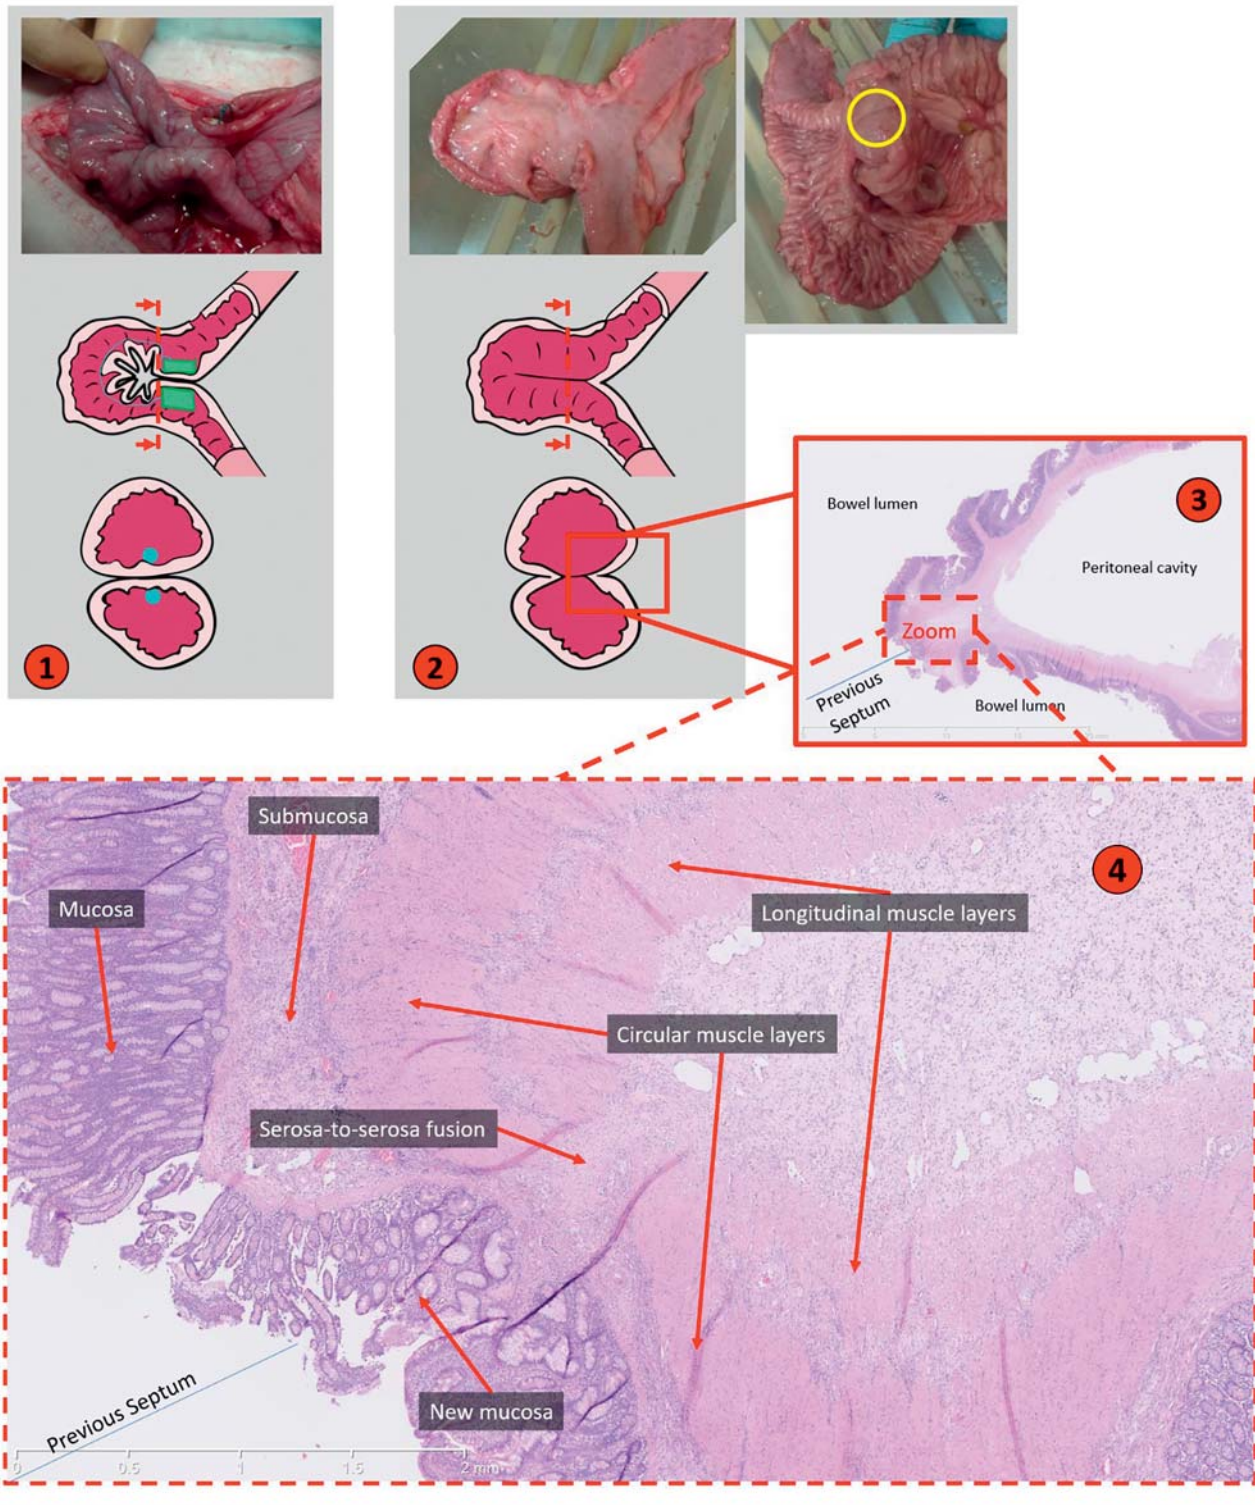 1
2
3
Bowel lumen
Peritoneal cavity
Zoom
Previous
Septum
Bowel lumen
4
Submucosa
Mucosa
Longitudinal muscle layers
Circular muscle layers
Serosa-to-serosa fusion
New mucosa
Previous Septum
0 0.5 1 1.5 2 mm